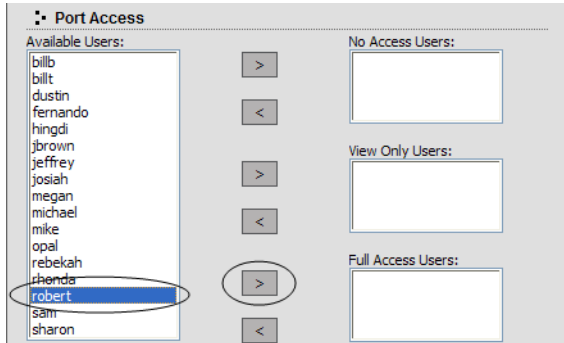 Port Access
Available Users:
billb
billt
dustin
fernando
hingdi
jbrown
jeffrey
josiah
megan
michael
mike
opal
rebekah
rhonda
robert
sam
sharon
>
<
>
<
>
<
No Access Users:
View Only Users:
Full Access Users: